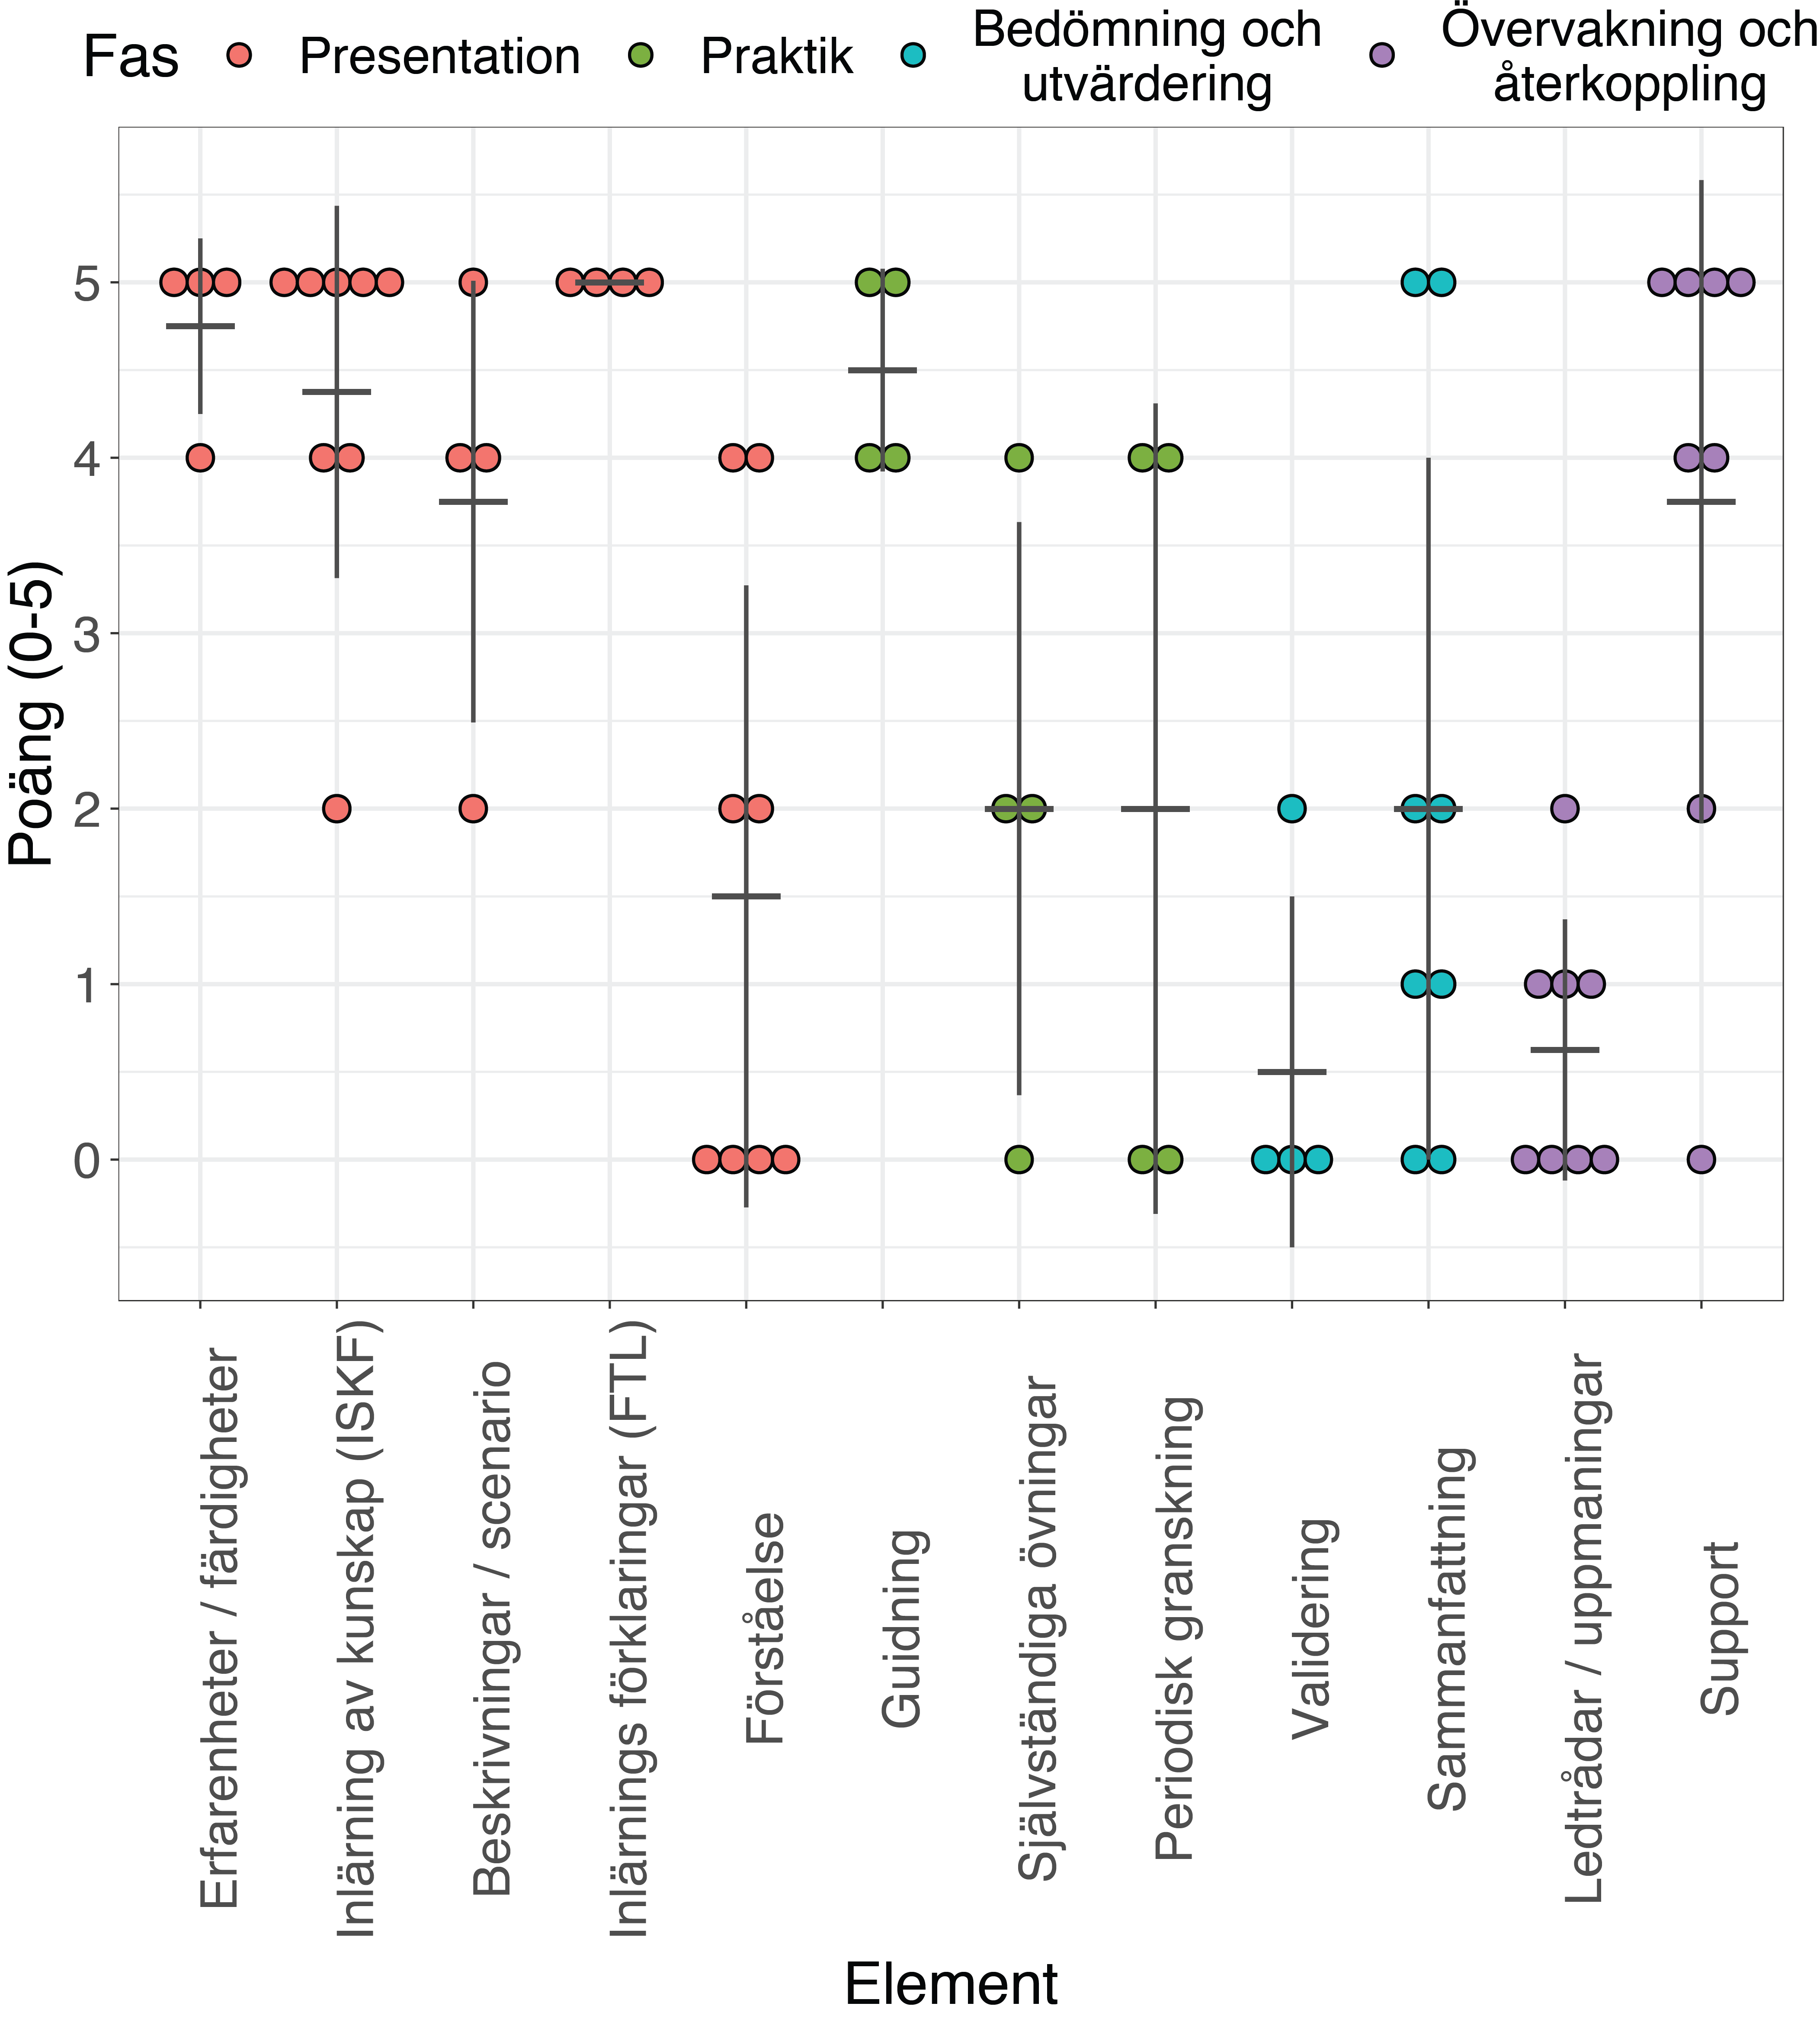 Fas
Presentation
Praktik
Bedömning och
utvärdering
Övervakning och
återkoppling
Poäng (0-5)
5
4
3
2
1
0
Erfarenheter / färdigheter
Inlärning av kunskap (ISKF)
Beskrivningar / scenario
Inlärnings förklaringar (FTL)
Förståelse
Guidning
Självständiga övningar
Periodisk granskning
Validering
Sammanfattning
Ledtrådar / uppmaningar
Support
Element